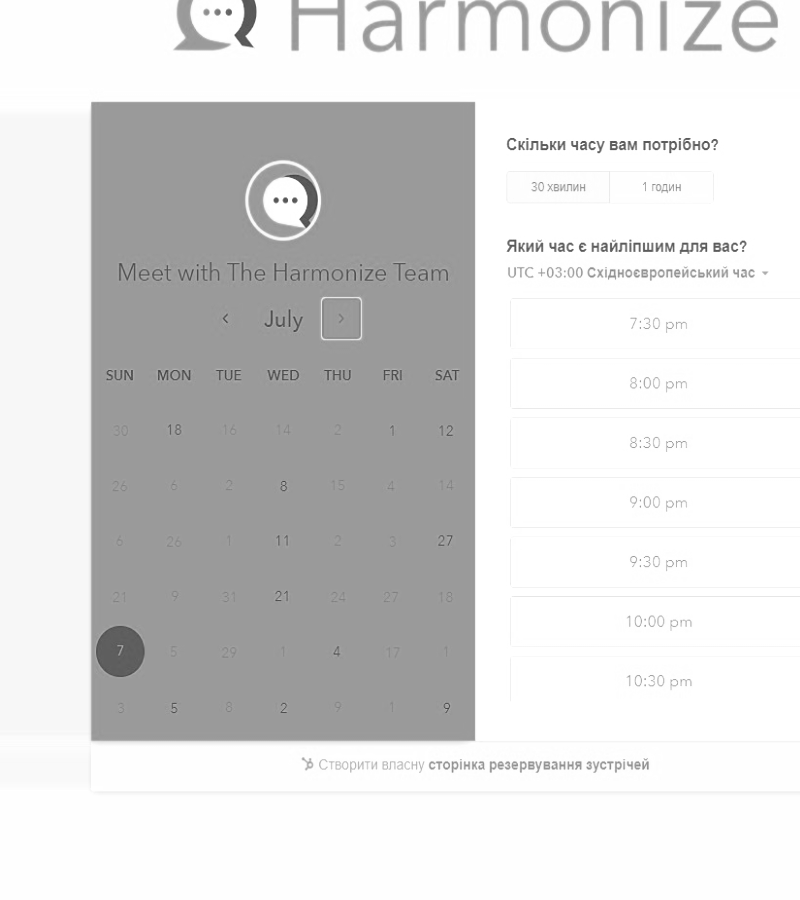 Harmonize
Meet with The Harmonize Team
July
SUN MON TUE WED THU FRI SAT
30 18 16 14 2 1 12
26 6 2 8 15 4 14
6 26 1 11 2 3 27
21 9 31 21 24 27 18
7 5 29 1 4 17 1
3 5 8 2 9 1 9
Скільки часу вам потрібно?
30 хвилин 1 годин
Який час є найліпшим для вас?
UTC +03:00 Східноєвропейський час
7:30 pm
8:00 pm
8:30 pm
9:00 pm
9:30 pm
10:00 pm
10:30 pm
Створити власну сторінка резервування зустрічей